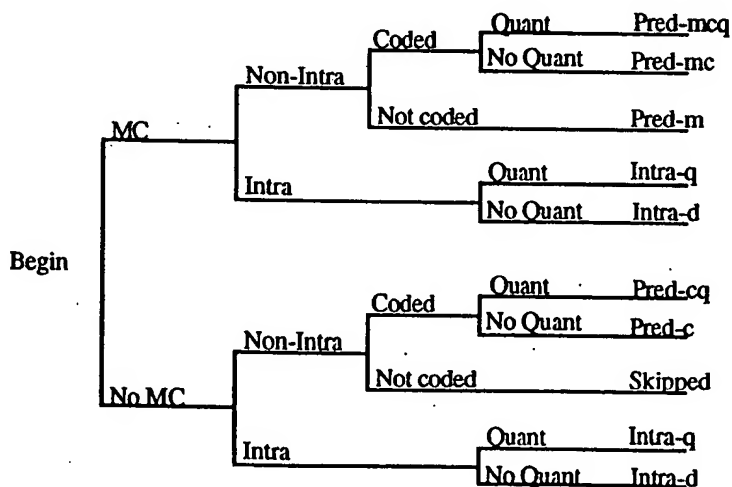 Quant Pred-mcq
Coded
No Quant Pred-mc
Non-Intra
Not coded Pred-m
MC
Quant Intra-q
Intra
No Quant Intra-d
Begin
Quant Pred-cq
Coded
No Quant Pred-c
Non-Intra
Not coded Skipped
No MC
Quant Intra-q
Intra
No Quant Intra-d